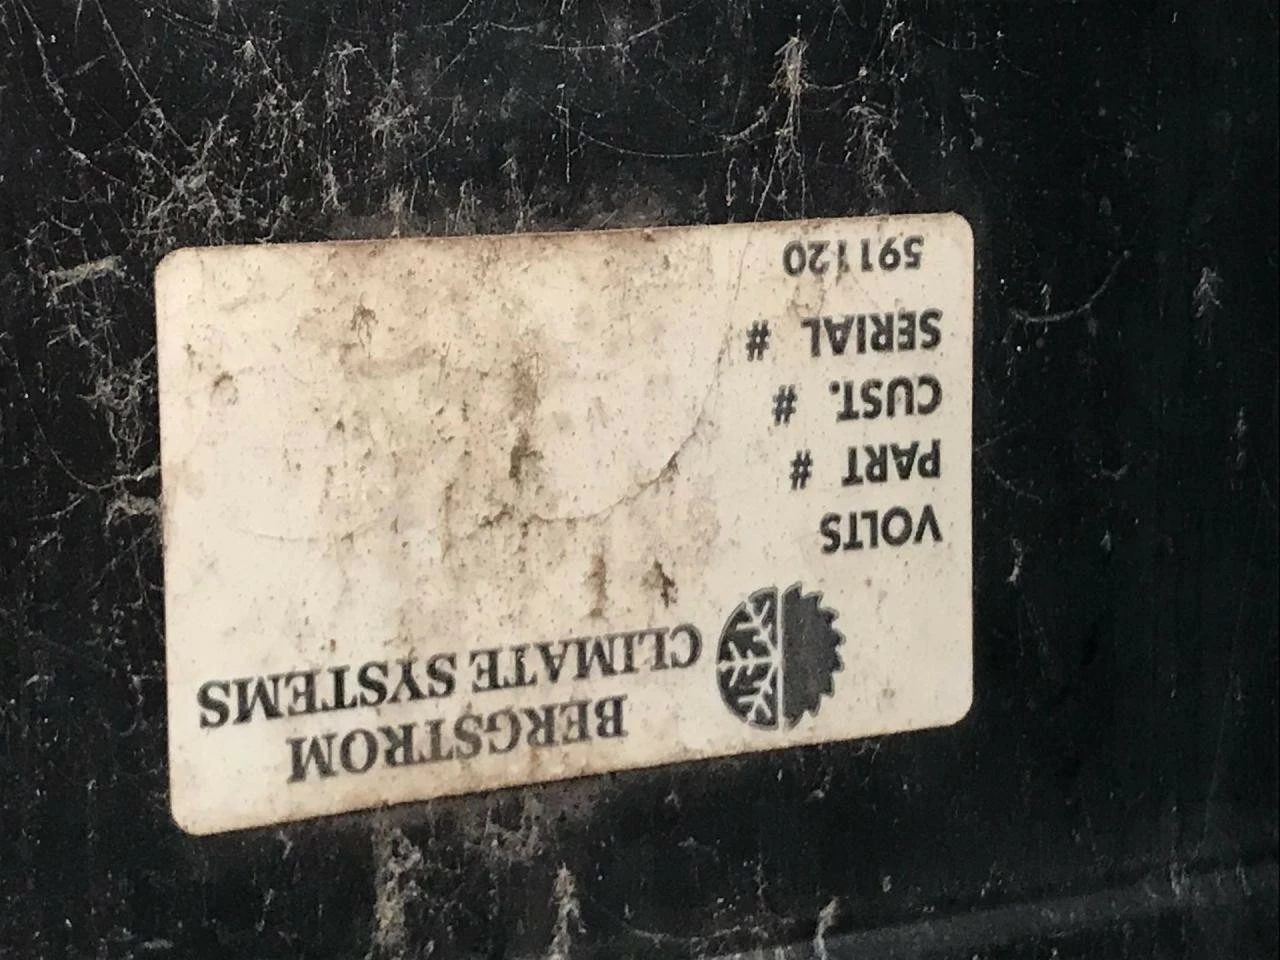 BERGSTROM
CLIMATE SYSTEMS
VOLTS
PART #
CUST. #
SERIAL #
591120